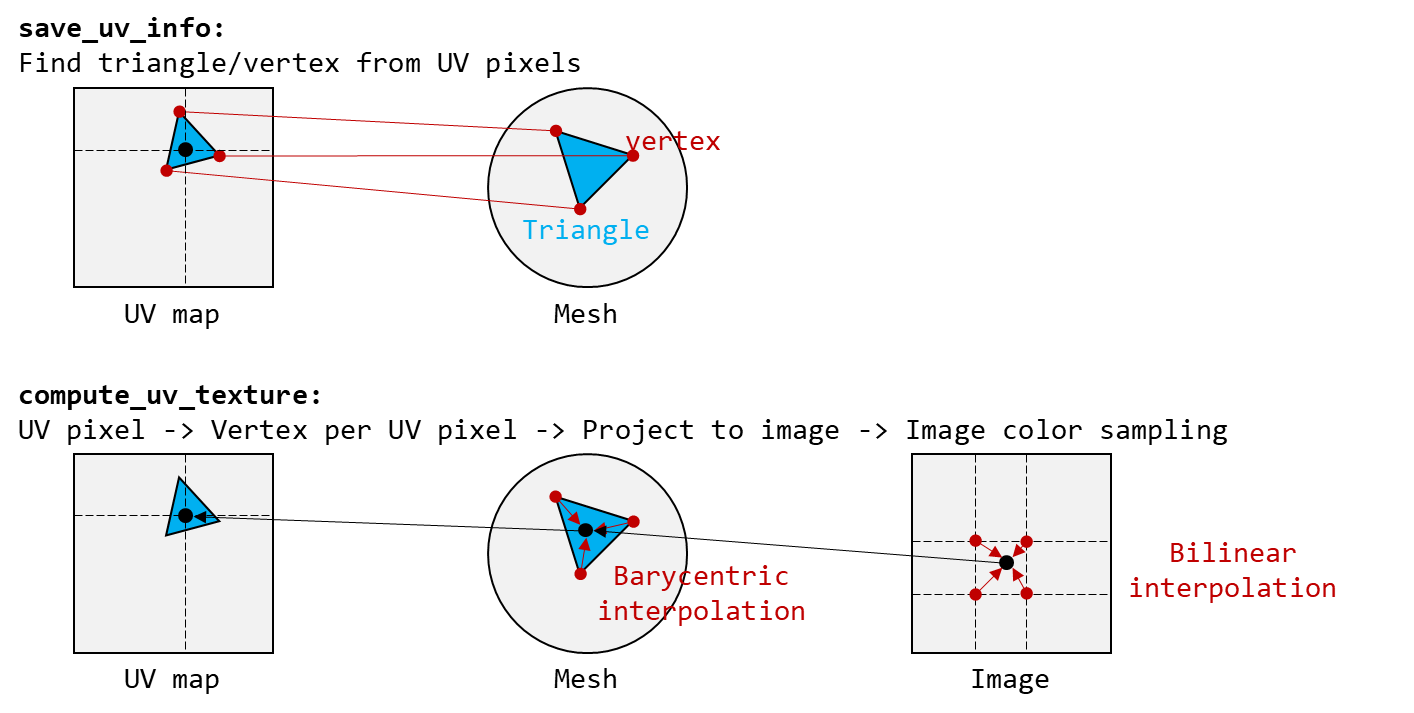 save_uv_info:
Find triangle/vertex from UV pixels
vertex
Triangle
UV map
Mesh
compute_uv_texture:
UV pixel -> Vertex per UV pixel -> Project to image -> Image color sampling
Barycentric
interpolation
Bilinear
interpolation
UV map
Mesh
Image